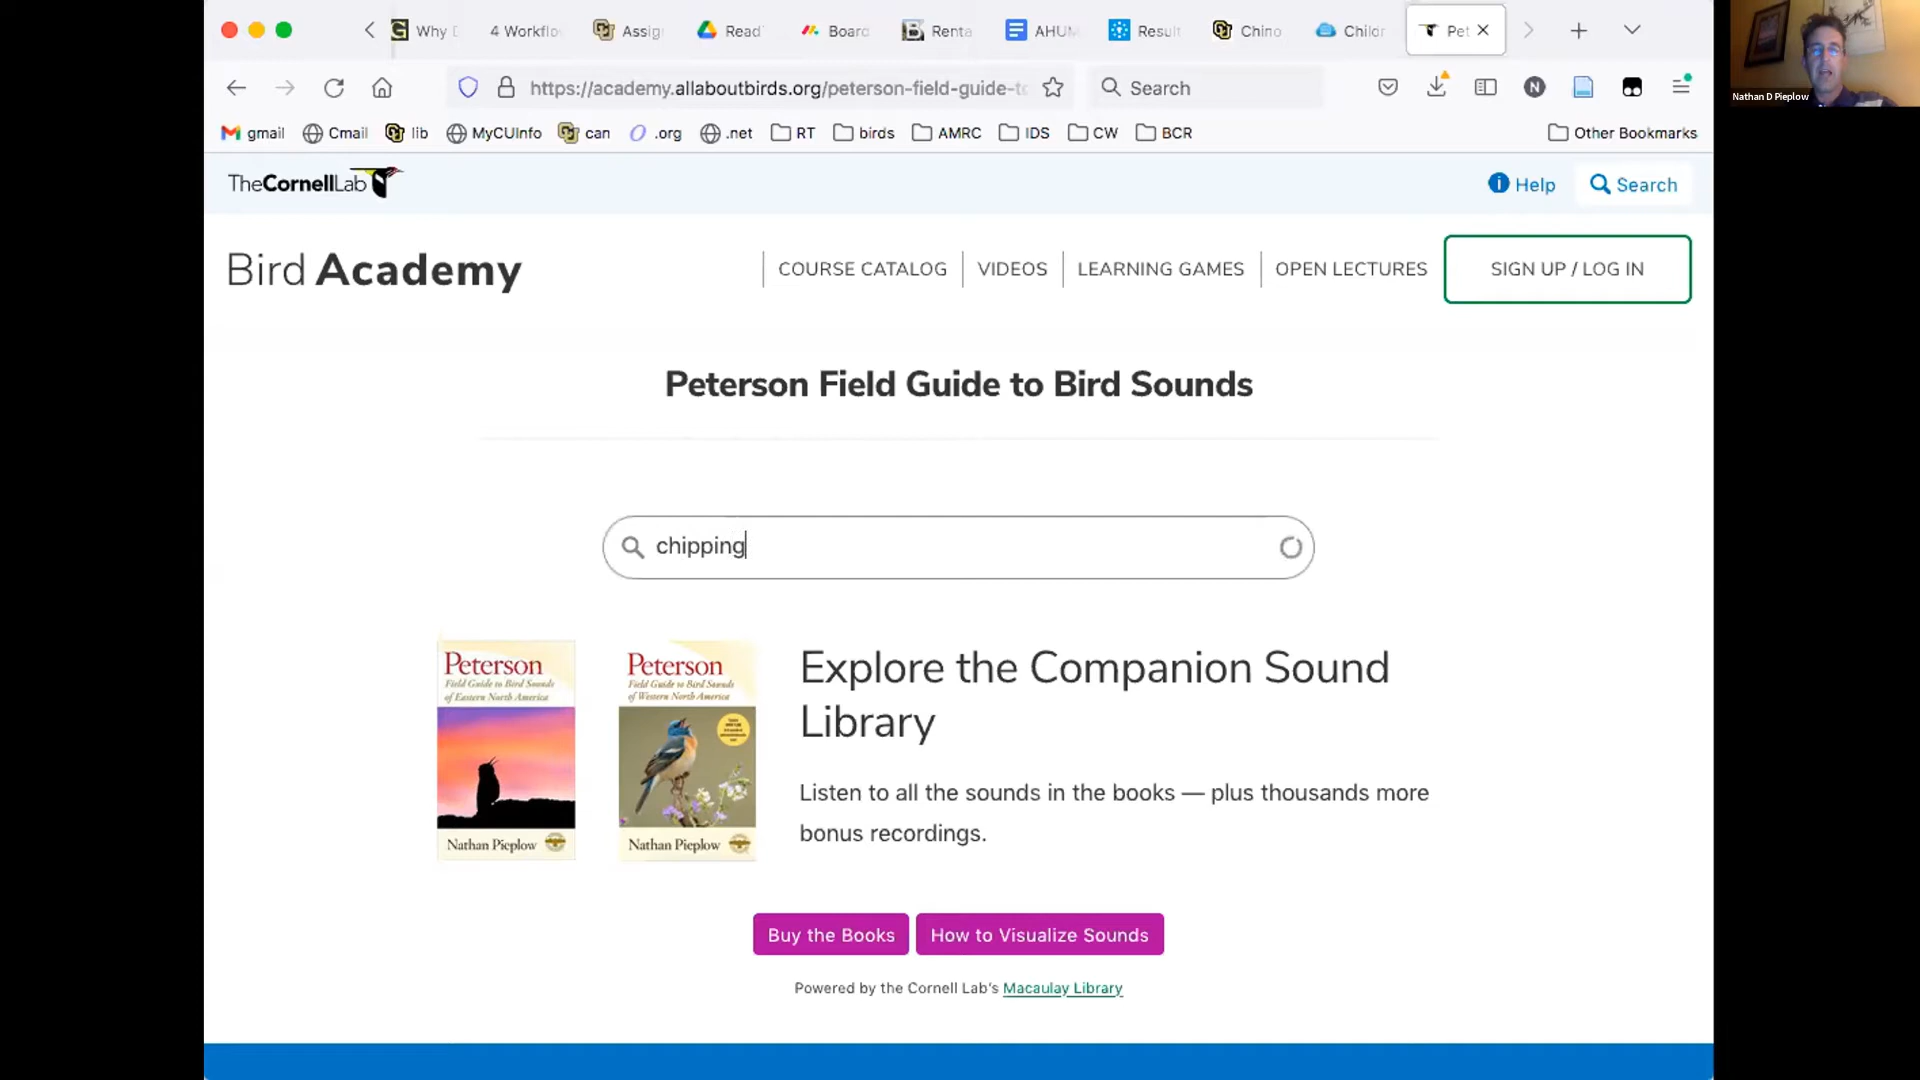 Why
4 Workflo
Assig
Read
Board
Renta
AHUM
Result
Chino
Childr
Pet
https://academy.allaboutbirds.org/peterson-field-guide-to
Search
N
gmail
Cmail
lib
MyCUInfo
can
.org
.net
RT
birds
AMRC
IDS
CW
BCR
Other Bookmarks
Nathan D Pieplow
TheCornellLab
Help
Search
Bird Academy
COURSE CATALOG
VIDEOS
LEARNING GAMES
OPEN LECTURES
SIGN UP / LOG IN
Peterson Field Guide to Bird Sounds
chipping
Peterson
Field Guide to Bird Sounds
of Eastern North America
Nathan Pieplow
Peterson
Field Guide to Bird Sounds
of Western North America
Nathan Pieplow
Explore the Companion Sound
Library
Listen to all the sounds in the books — plus thousands more
bonus recordings.
Buy the Books
How to Visualize Sounds
Powered by the Cornell Lab's Macaulay Library